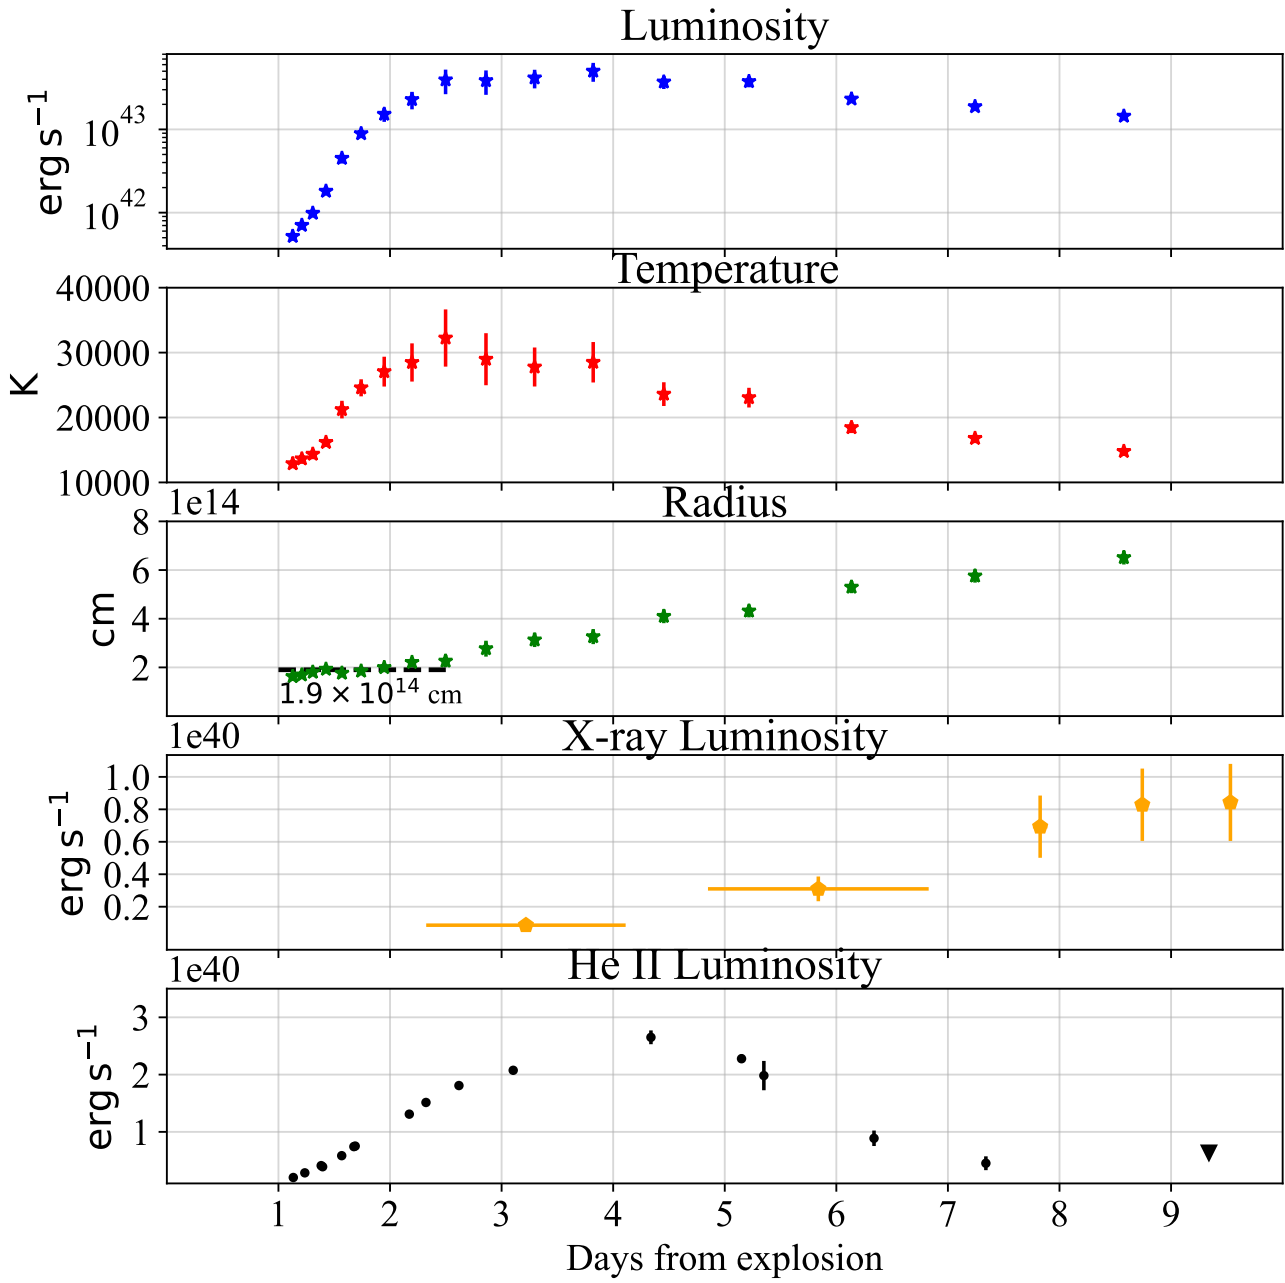 Luminosity
erg s⁻¹
10⁴³
10⁴²
Temperature
K
40000
30000
20000
10000
1e14
Radius
cm
8
6
4
2
1.9 × 10¹⁴ cm
1e40
X-ray Luminosity
erg s⁻¹
1.0
0.8
0.6
0.4
0.2
1e40
He II Luminosity
erg s⁻¹
3
2
1
1 2 3 4 5 6 7 8 9
Days from explosion